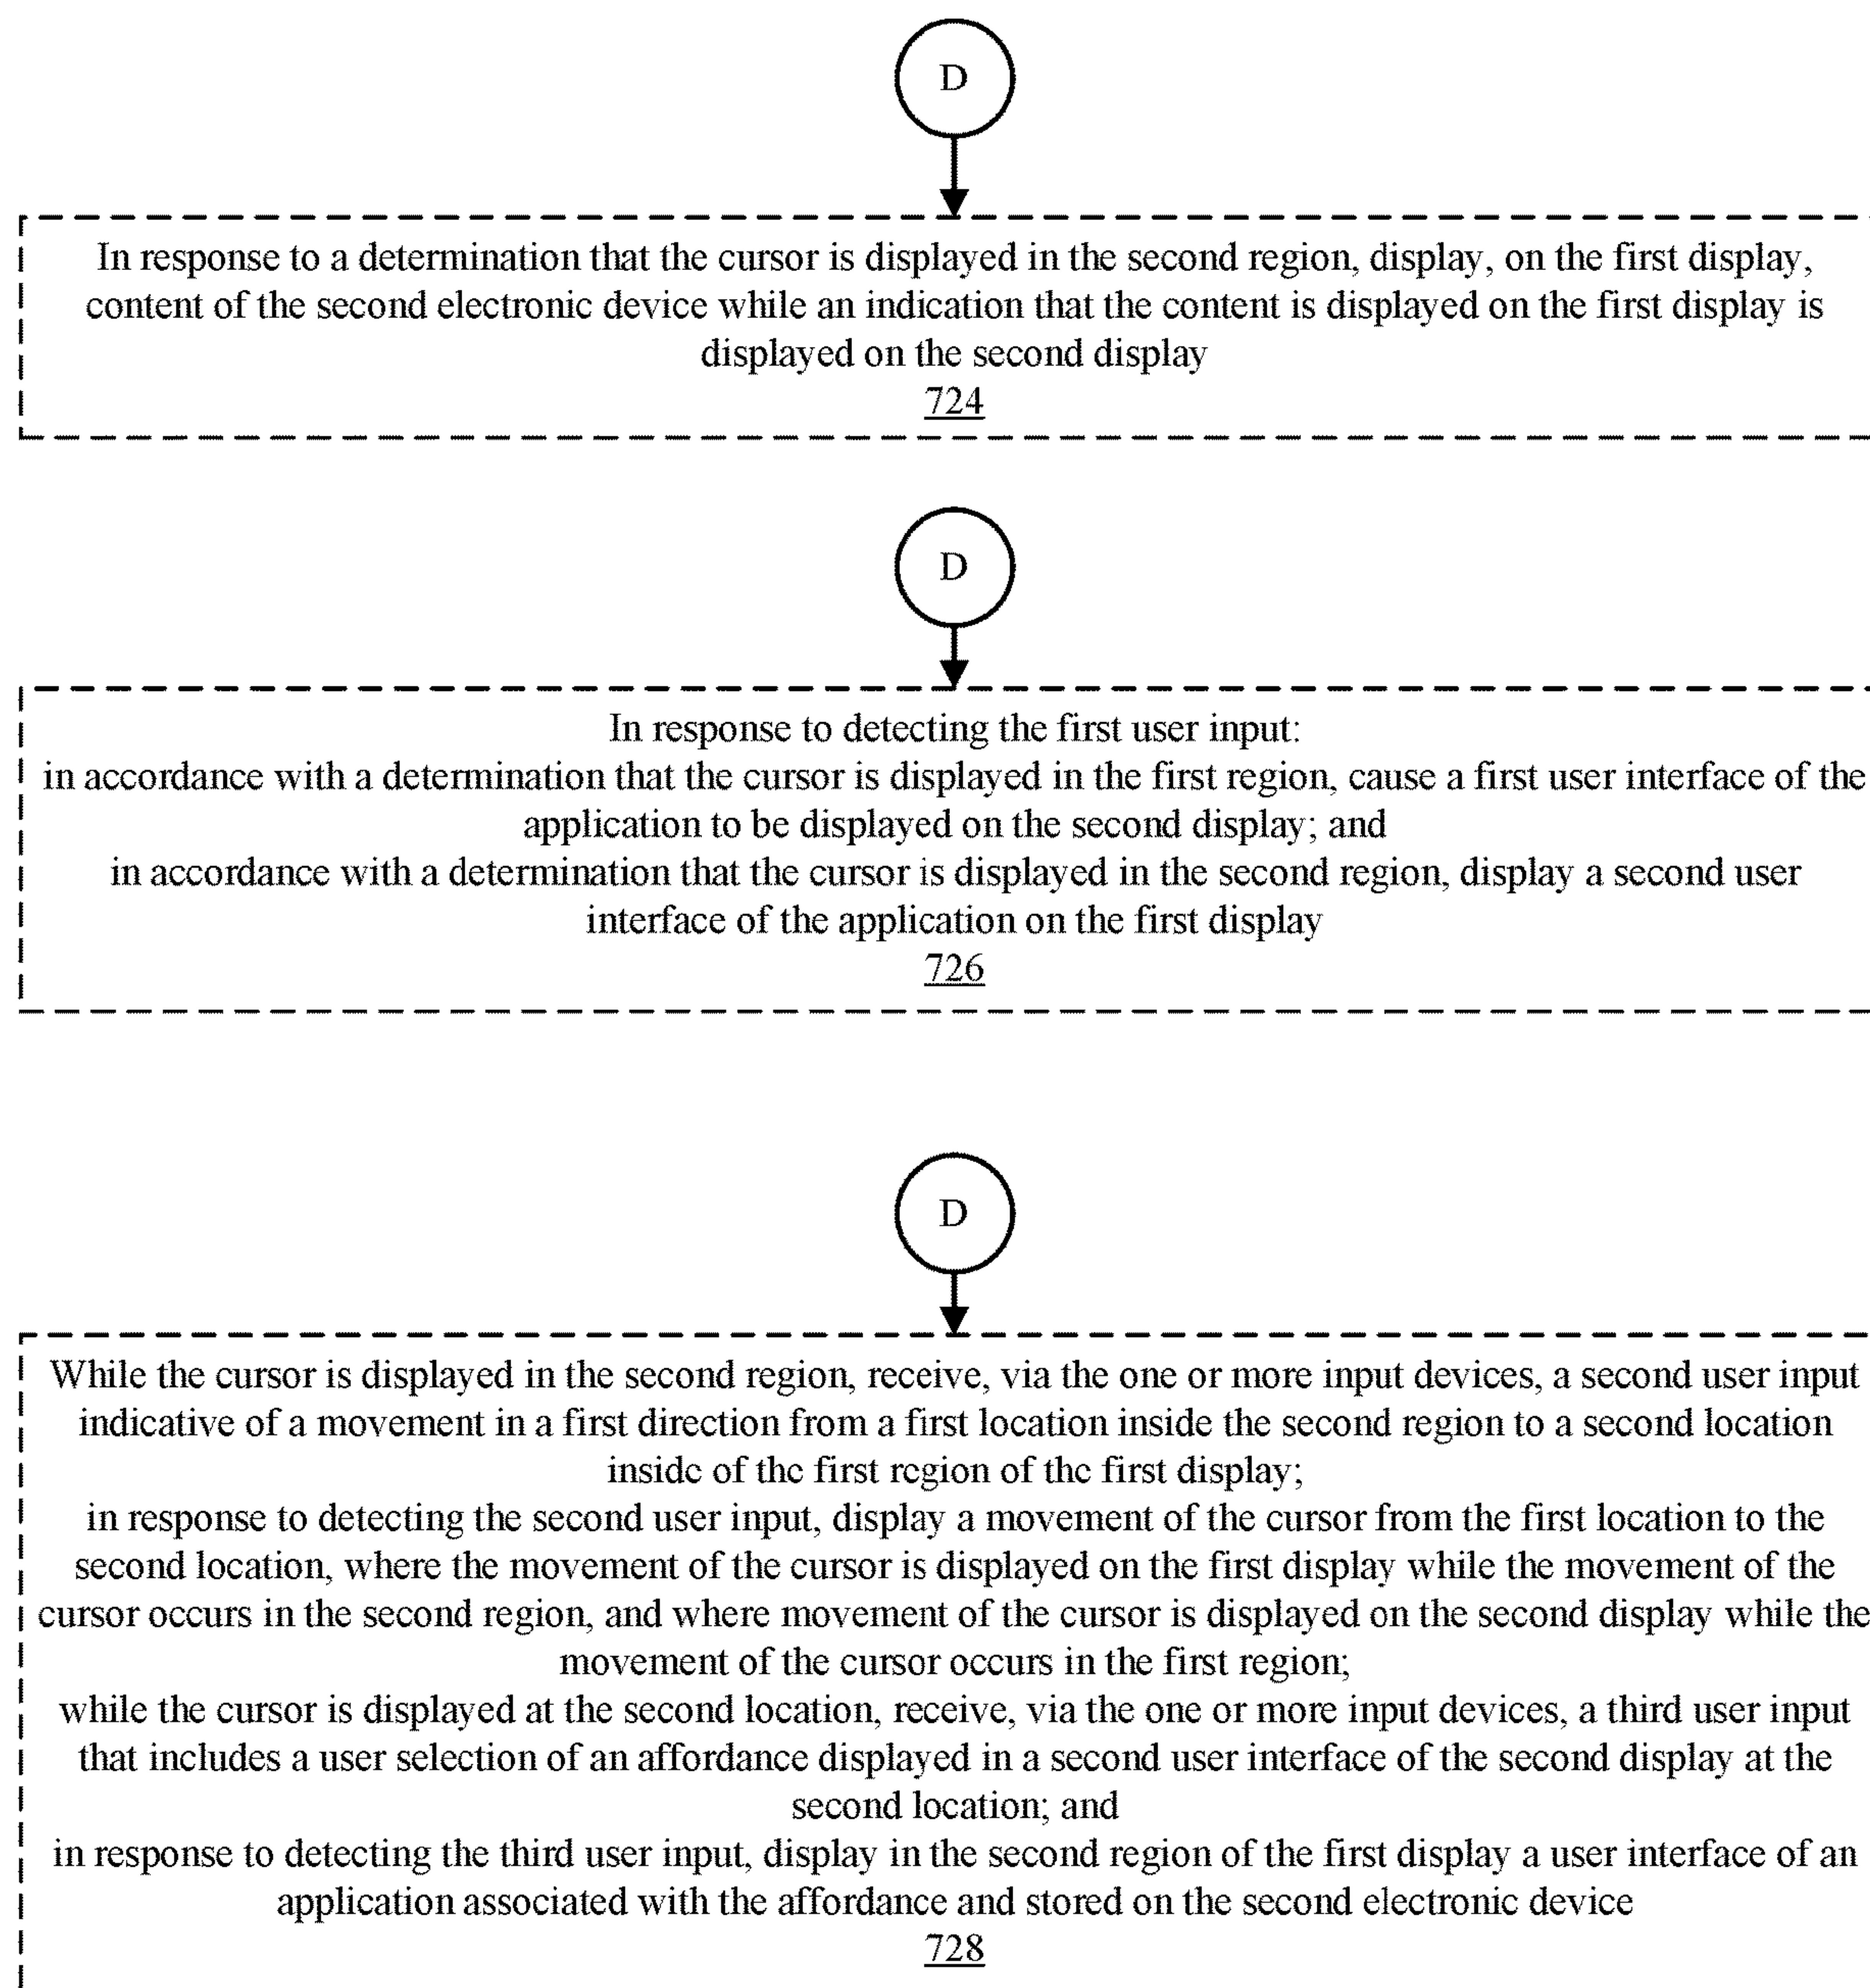 D
In response to a determination that the cursor is displayed in the second region, display, on the first display,
content of the second electronic device while an indication that the content is displayed on the first display is
displayed on the second display
724
D
In response to detecting the first user input:
in accordance with a determination that the cursor is displayed in the first region, cause a first user interface of the
application to be displayed on the second display; and
in accordance with a determination that the cursor is displayed in the second region, display a second user
interface of the application on the first display
726
D
While the cursor is displayed in the second region, receive, via the one or more input devices, a second user input
indicative of a movement in a first direction from a first location inside the second region to a second location
inside of the first region of the first display;
in response to detecting the second user input, display a movement of the cursor from the first location to the
second location, where the movement of the cursor is displayed on the first display while the movement of the
cursor occurs in the second region, and where movement of the cursor is displayed on the second display while the
movement of the cursor occurs in the first region;
while the cursor is displayed at the second location, receive, via the one or more input devices, a third user input
that includes a user selection of an affordance displayed in a second user interface of the second display at the
second location; and
in response to detecting the third user input, display in the second region of the first display a user interface of an
application associated with the affordance and stored on the second electronic device
728